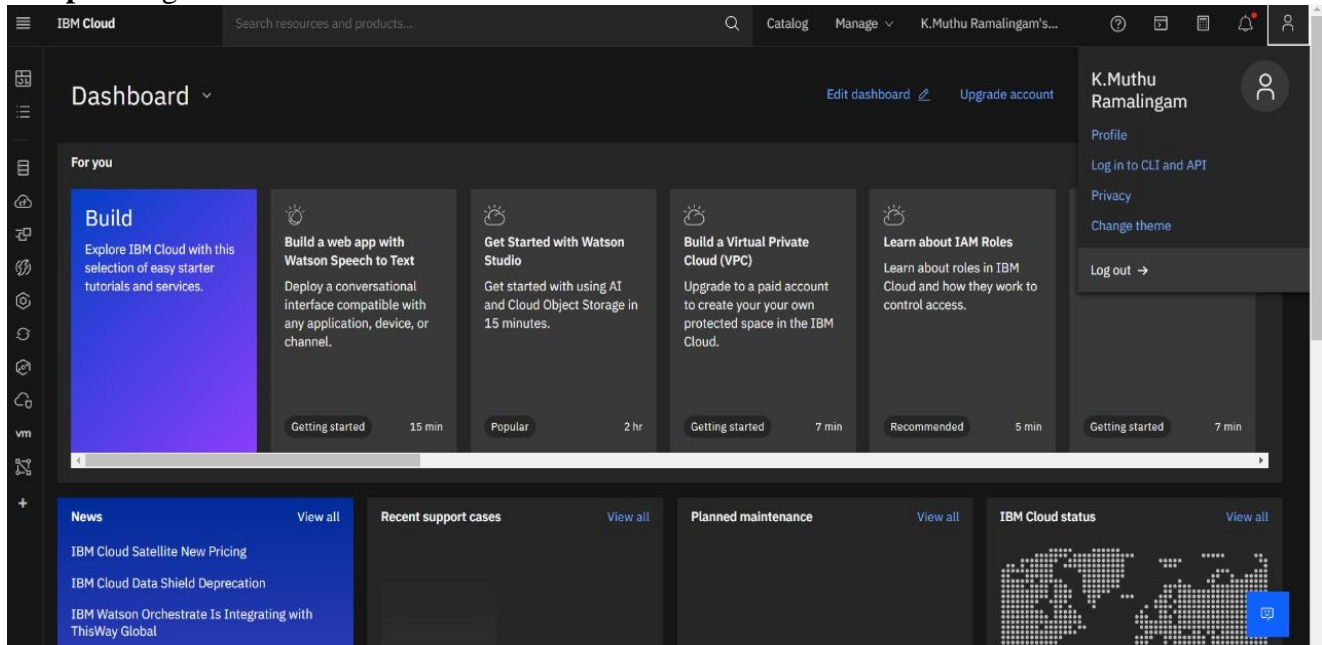 IBM Cloud
Search resources and products...
Catalog
Manage
K.Muthu Ramalingam's...
K.Muthu
Ramalingam
Profile
Log in to CLI and API
Privacy
Change theme
Log out →
Dashboard
Edit dashboard
Upgrade account
For you
Build
Explore IBM Cloud with this
selection of easy starter
tutorials and services.
Build a web app with
Watson Speech to Text
Deploy a conversational
interface compatible with
any application, device, or
channel.
Getting started
15 min
Get Started with Watson
Studio
Get started with using AI
and Cloud Object Storage in
15 minutes.
Popular
2 hr
Build a Virtual Private
Cloud (VPC)
Upgrade to a paid account
to create your your own
protected space in the IBM
Cloud.
Getting started
7 min
Learn about IAM Roles
Learn about roles in IBM
Cloud and how they work to
control access.
Recommended
5 min
Getting started
7 min
vm
News
View all
IBM Cloud Satellite New Pricing
IBM Cloud Data Shield Deprecation
IBM Watson Orchestrate Is Integrating with
ThisWay Global
Recent support cases
View all
Planned maintenance
View all
IBM Cloud status
View all